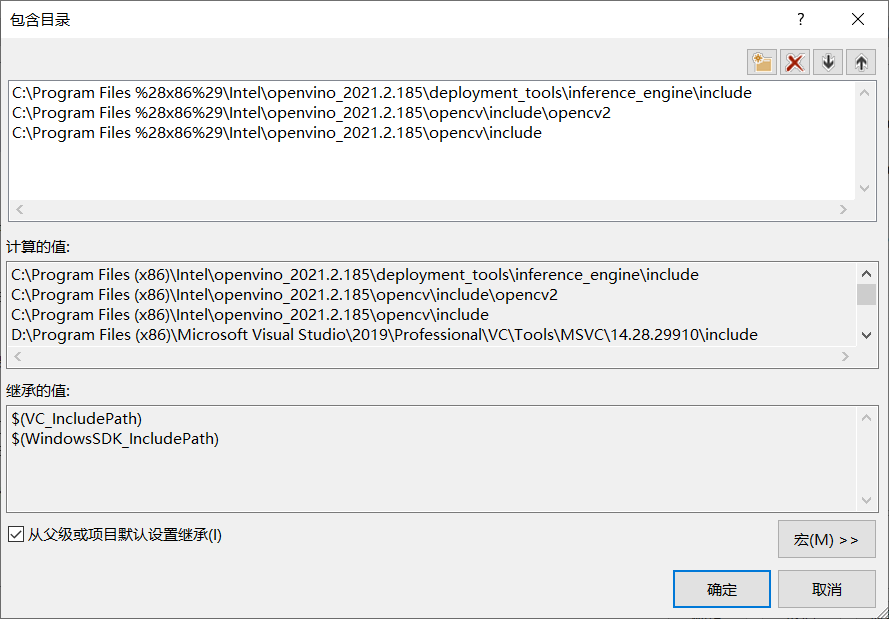 包含目录
?
C:\Program Files %28x86%29\Intel\openvino_2021.2.185\deployment_tools\inference_engine\include
C:\Program Files %28x86%29\Intel\openvino_2021.2.185\opencv\include\opencv2
C:\Program Files %28x86%29\Intel\openvino_2021.2.185\opencv\include
计算的值:
C:\Program Files (x86)\Intel\openvino_2021.2.185\deployment_tools\inference_engine\include
C:\Program Files (x86)\Intel\openvino_2021.2.185\opencv\include\opencv2
C:\Program Files (x86)\Intel\openvino_2021.2.185\opencv\include
D:\Program Files (x86)\Microsoft Visual Studio\2019\Professional\VC\Tools\MSVC\14.28.29910\include
继承的值:
$(VC_IncludePath)
$(WindowsSDK_IncludePath)
从父级或项目默认设置继承(I)
宏(M) >>
确定
取消